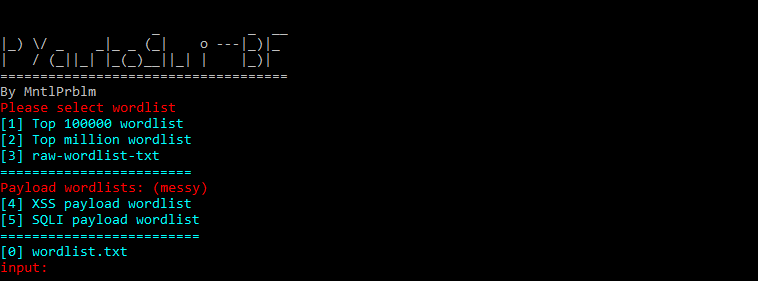 ===================================
By MntlPrblm
Please select wordlist
[1] Top 100000 wordlist
[2] Top million wordlist
[3] raw-wordlist-txt
=======================
Payload wordlists: (messy)
[4] XSS payload wordlist
[5] SQLI payload wordlist
========================
[0] wordlist.txt
input: